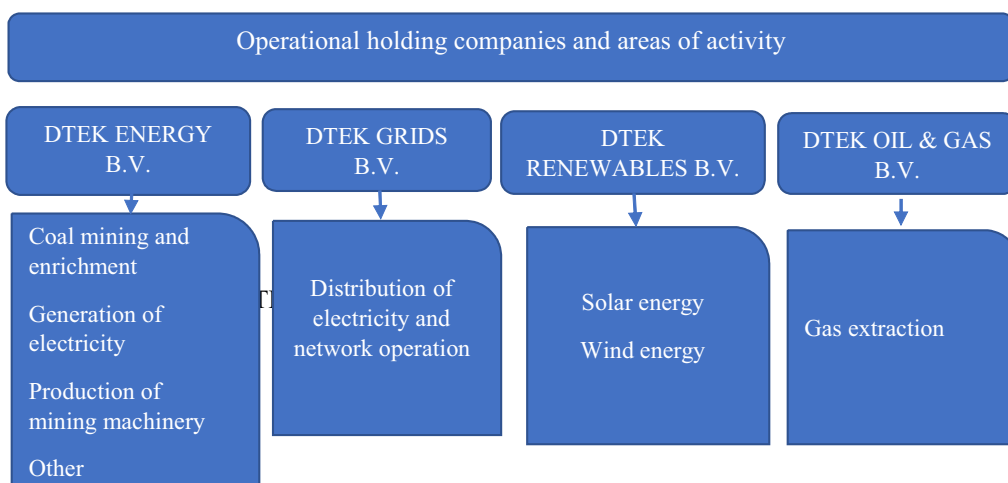 Operational holding companies and areas of activity
DTEK ENERGY
B.V.
DTEK GRIDS
B.V.
DTEK
RENEWABLES B.V.
DTEK OIL & GAS
B.V.
Coal mining and
enrichment
Generation of
electricity
Production of
mining machinery
Other
Distribution of
electricity and
network operation
Solar energy
Wind energy
Gas extraction